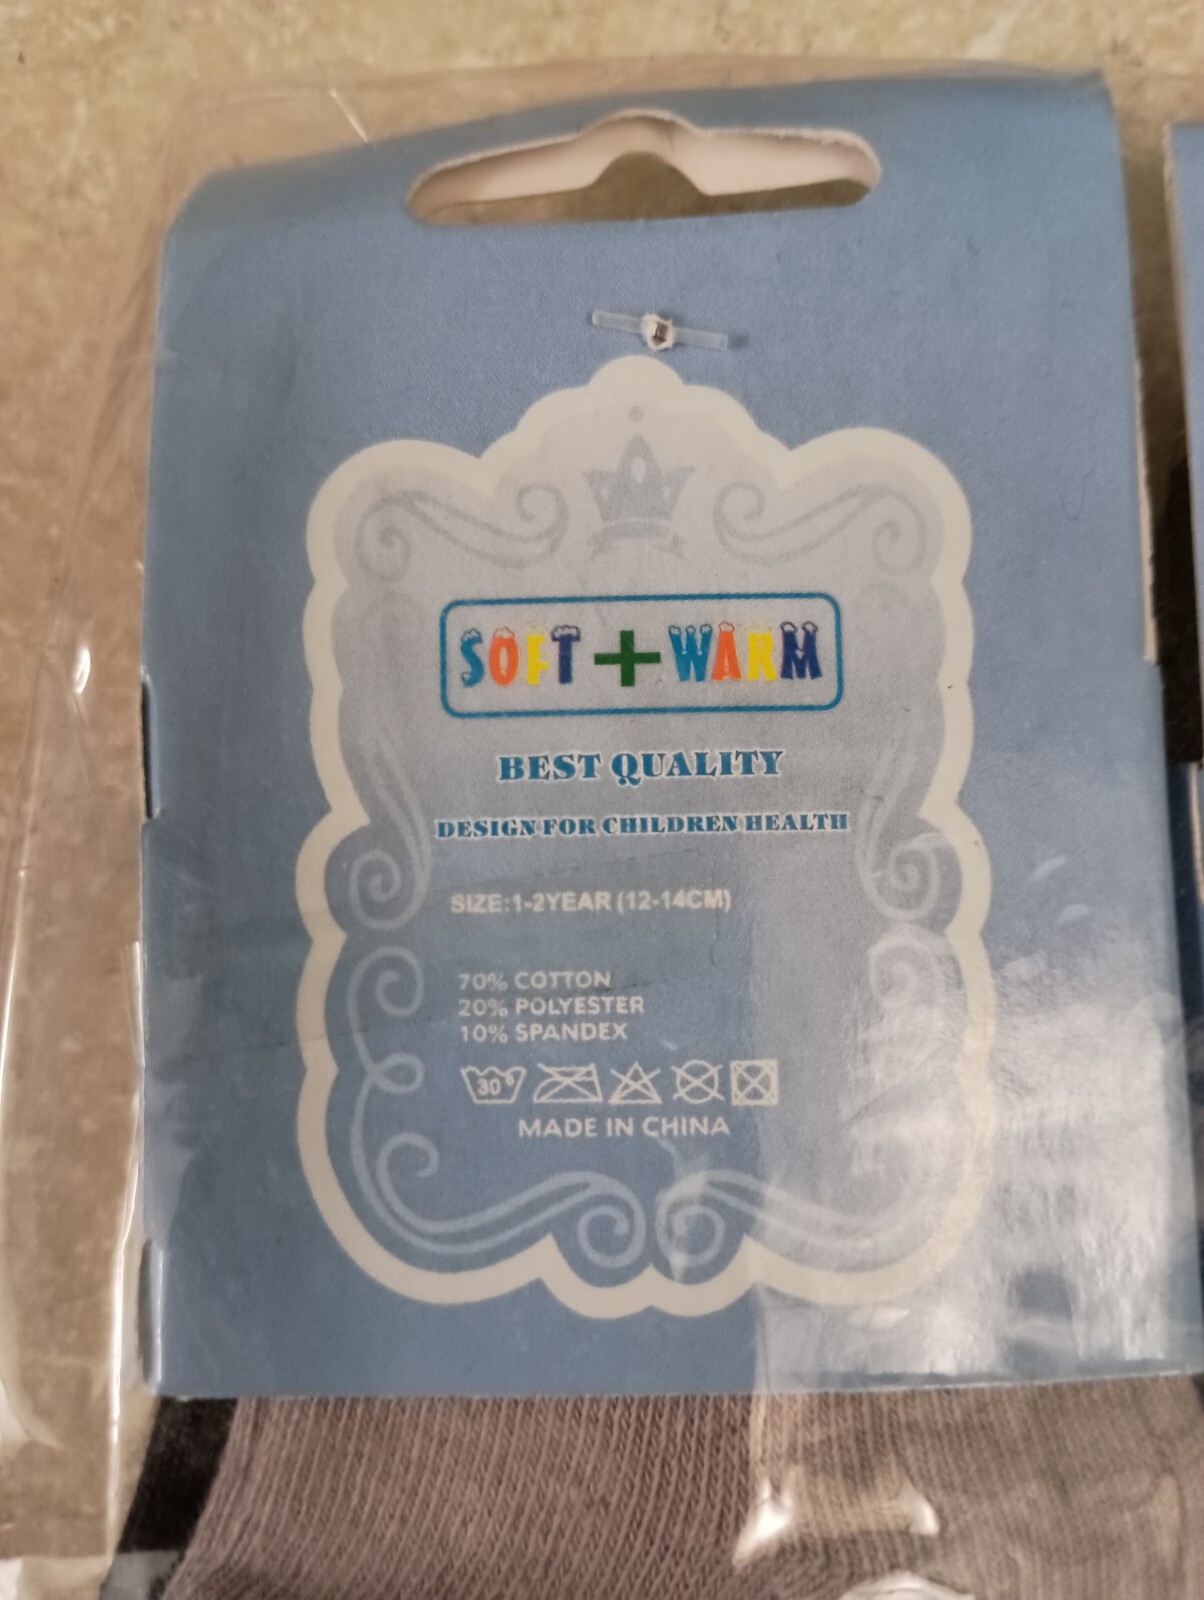 SOFT + WARM
BEST QUALITY
DESIGN FOR CHILDREN HEALTH
SIZE:1-2YEAR (12-14CM)
70% COTTON
20% POLYESTER
10% SPANDEX
30°
MADE IN CHINA